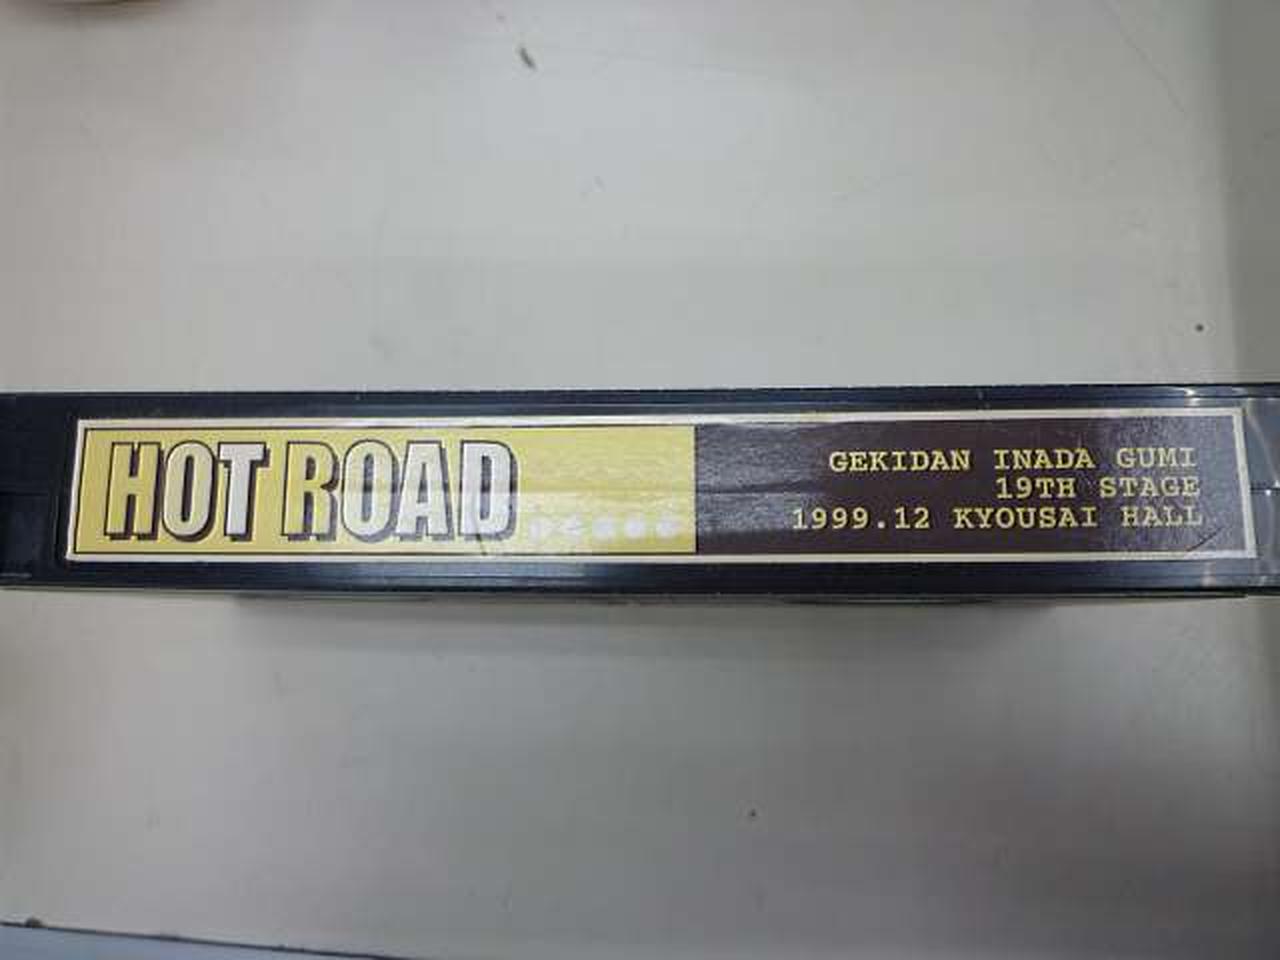 HOT ROAD
GEKIDAN INADA GUMI
19TH STAGE
1999.12 KYOUSAI HALL